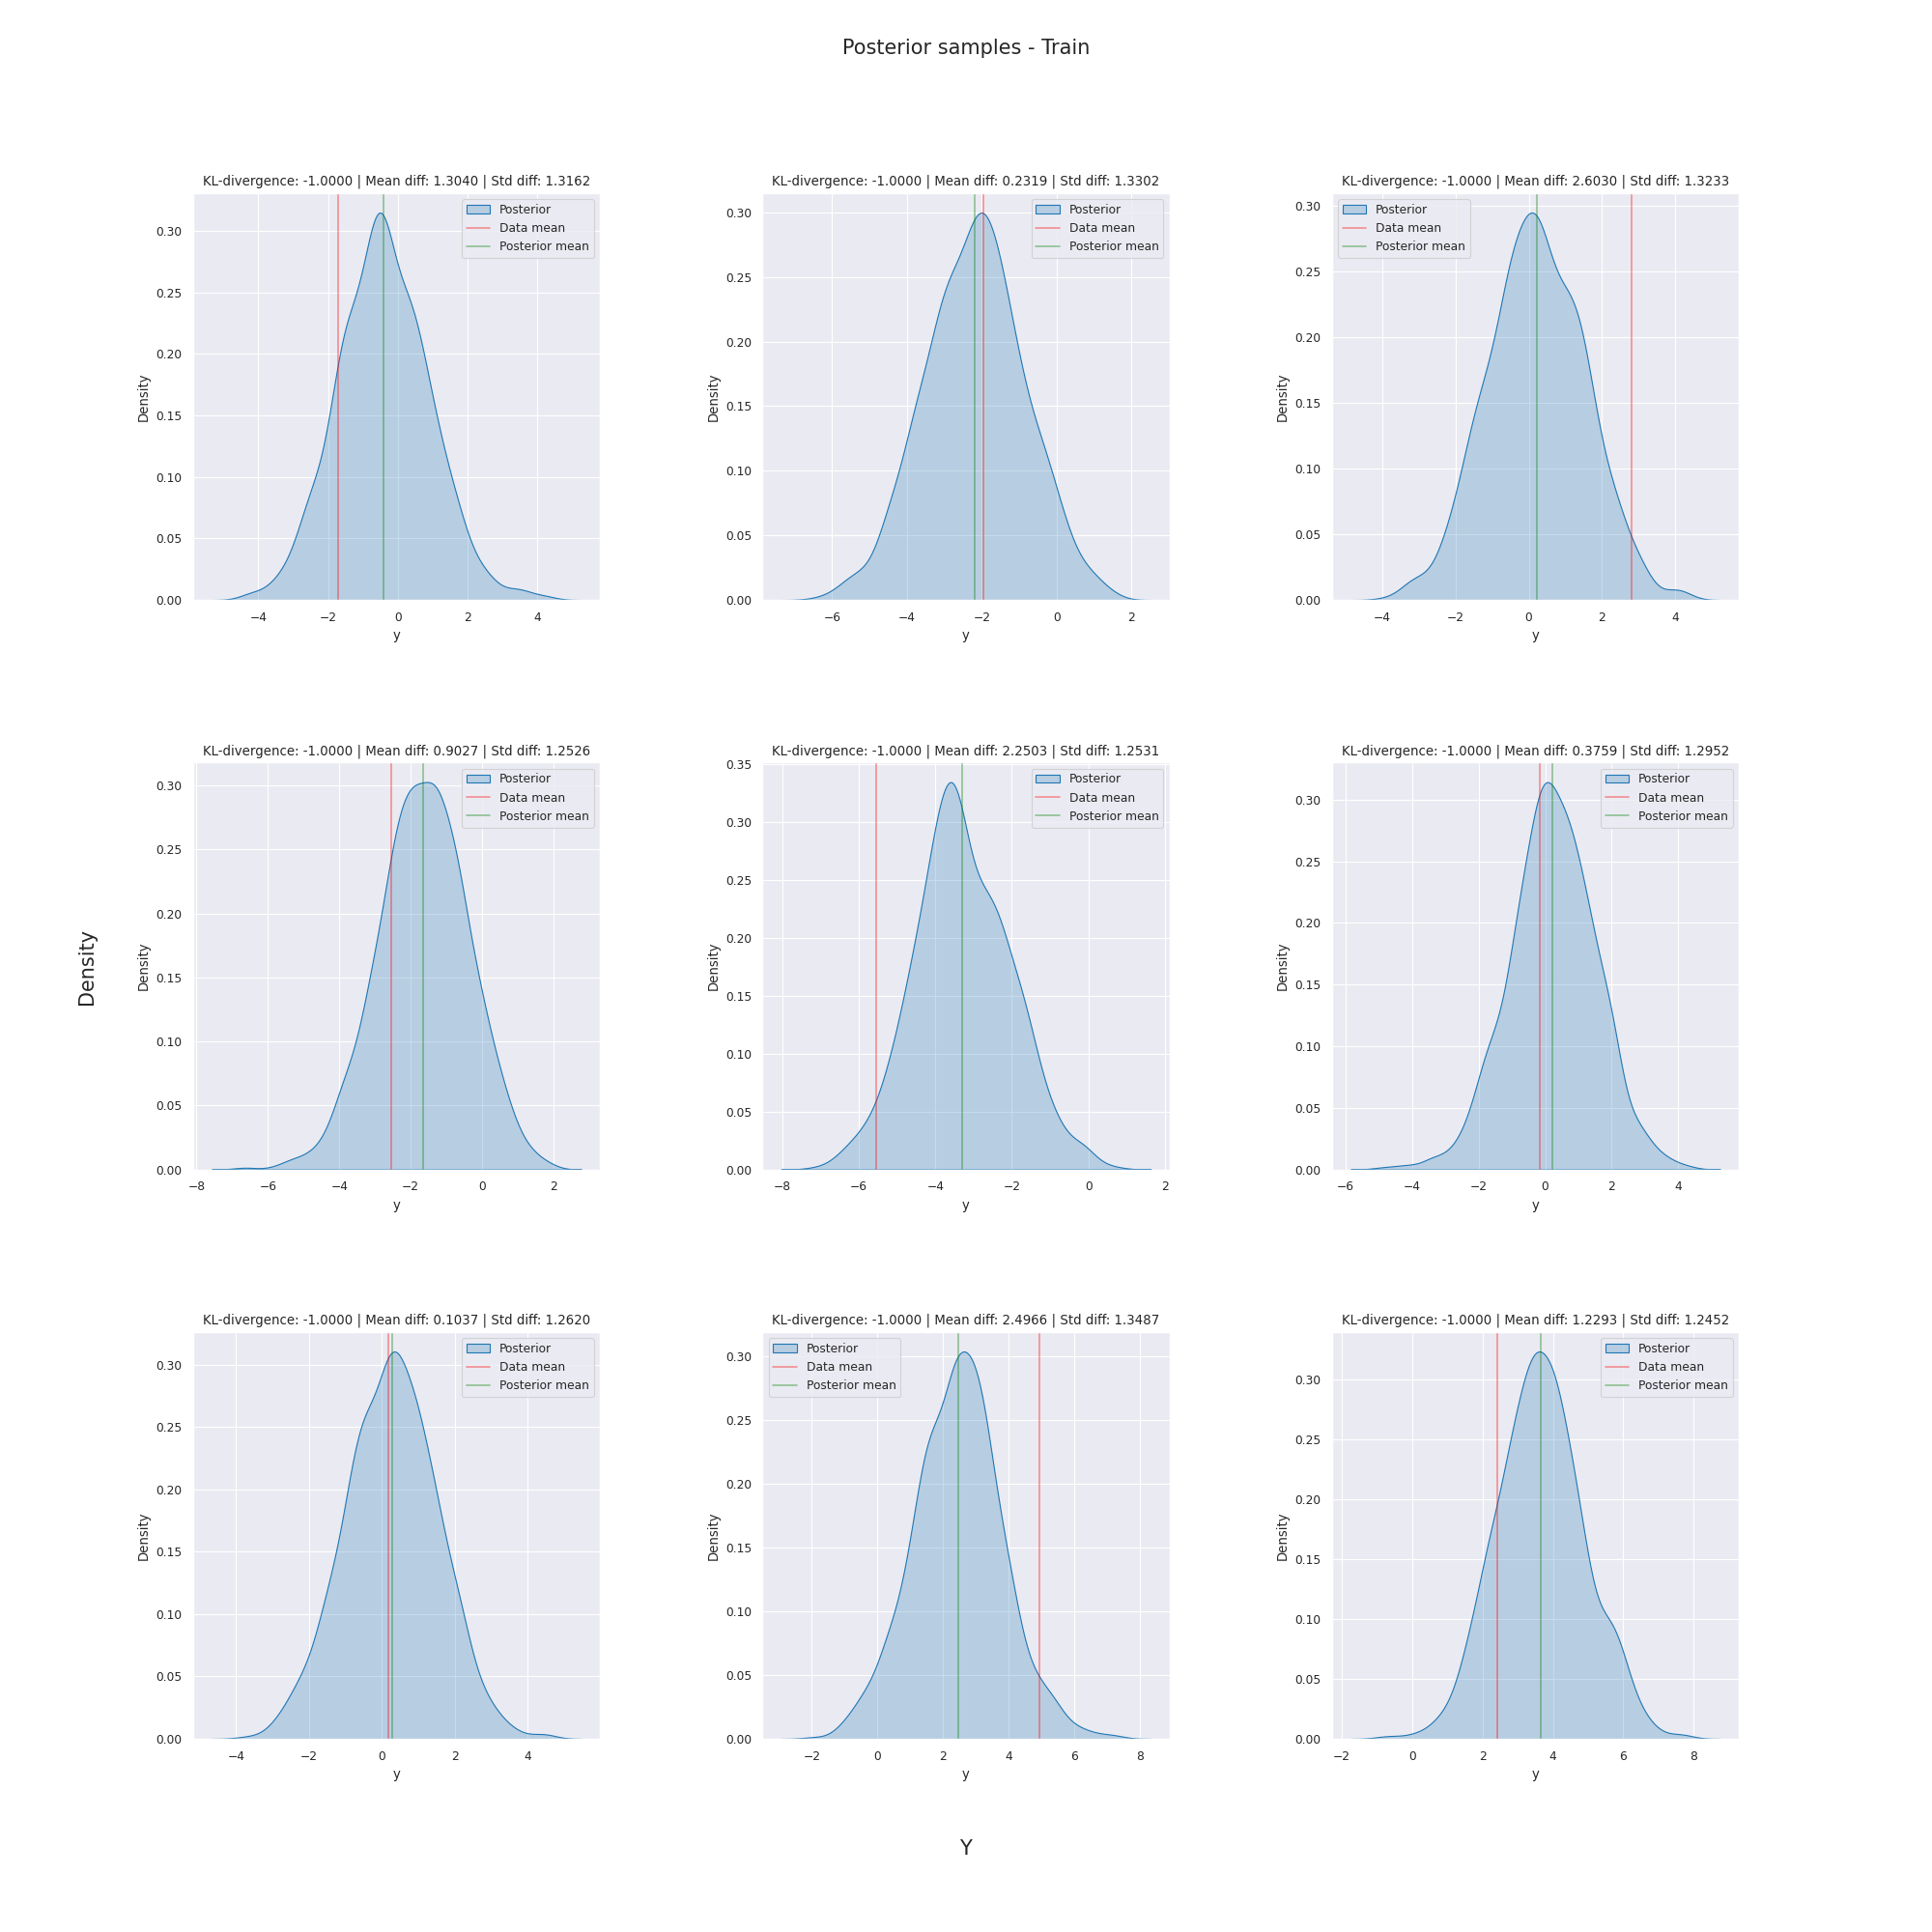 Posterior samples - Train
KL-divergence: -1.0000 | Mean diff: 1.3040 | Std diff: 1.3162
Posterior
Data mean
Posterior mean
Density
0.30
0.25
0.20
0.15
0.10
0.05
0.00
−4 −2 0 2 4
y
KL-divergence: -1.0000 | Mean diff: 0.2319 | Std diff: 1.3302
Posterior
Data mean
Posterior mean
Density
0.30
0.25
0.20
0.15
0.10
0.05
0.00
−6 −4 −2 0 2
y
KL-divergence: -1.0000 | Mean diff: 2.6030 | Std diff: 1.3233
Posterior
Data mean
Posterior mean
Density
0.30
0.25
0.20
0.15
0.10
0.05
0.00
−4 −2 0 2 4
y
Density
KL-divergence: -1.0000 | Mean diff: 0.9027 | Std diff: 1.2526
Posterior
Data mean
Posterior mean
Density
0.30
0.25
0.20
0.15
0.10
0.05
0.00
−8 −6 −4 −2 0 2
y
KL-divergence: -1.0000 | Mean diff: 2.2503 | Std diff: 1.2531
Posterior
Data mean
Posterior mean
Density
0.35
0.30
0.25
0.20
0.15
0.10
0.05
0.00
−8 −6 −4 −2 0 2
y
KL-divergence: -1.0000 | Mean diff: 0.3759 | Std diff: 1.2952
Posterior
Data mean
Posterior mean
Density
0.30
0.25
0.20
0.15
0.10
0.05
0.00
−6 −4 −2 0 2 4
y
KL-divergence: -1.0000 | Mean diff: 0.1037 | Std diff: 1.2620
Posterior
Data mean
Posterior mean
Density
0.30
0.25
0.20
0.15
0.10
0.05
0.00
−4 −2 0 2 4
y
KL-divergence: -1.0000 | Mean diff: 2.4966 | Std diff: 1.3487
Posterior
Data mean
Posterior mean
Density
0.30
0.25
0.20
0.15
0.10
0.05
0.00
−2 0 2 4 6 8
y
KL-divergence: -1.0000 | Mean diff: 1.2293 | Std diff: 1.2452
Posterior
Data mean
Posterior mean
Density
0.30
0.25
0.20
0.15
0.10
0.05
0.00
−2 0 2 4 6 8
y
Y